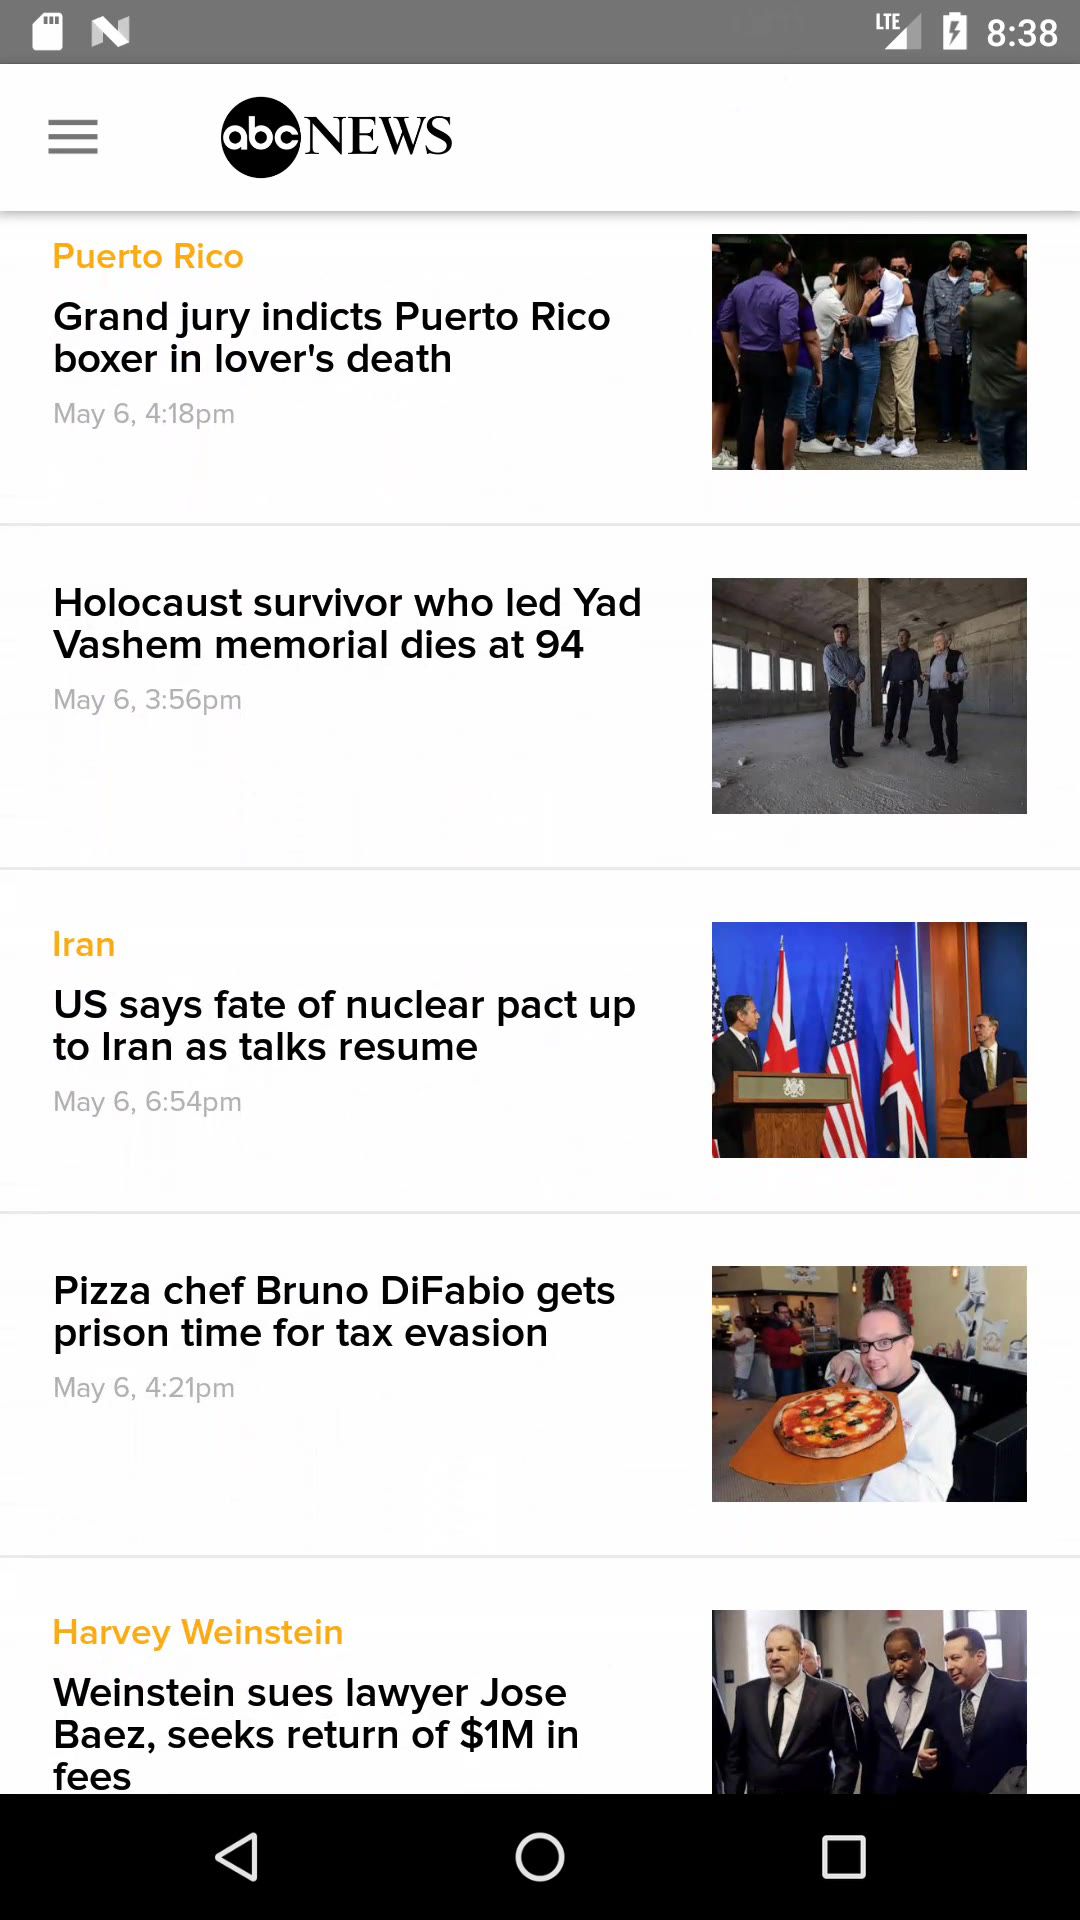 LTE
8:38
abc NEWS
Puerto Rico
Grand jury indicts Puerto Rico
boxer in lover's death
May 6, 4:18pm
Holocaust survivor who led Yad
Vashem memorial dies at 94
May 6, 3:56pm
Iran
US says fate of nuclear pact up
to Iran as talks resume
May 6, 6:54pm
Pizza chef Bruno DiFabio gets
prison time for tax evasion
May 6, 4:21pm
Harvey Weinstein
Weinstein sues lawyer Jose
Baez, seeks return of $1M in
fees